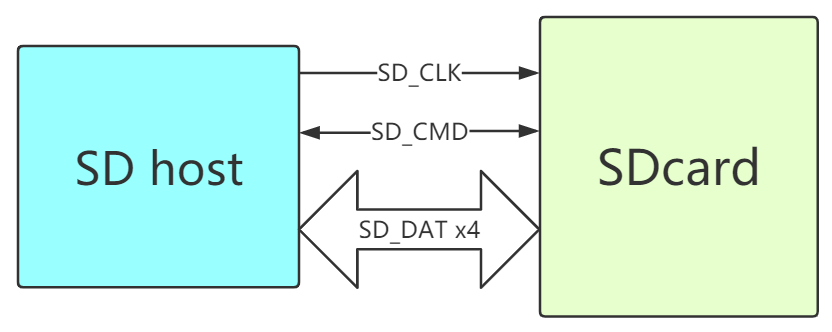 SD host
SD_CLK
SD_CMD
SD_DAT x4
SDcard